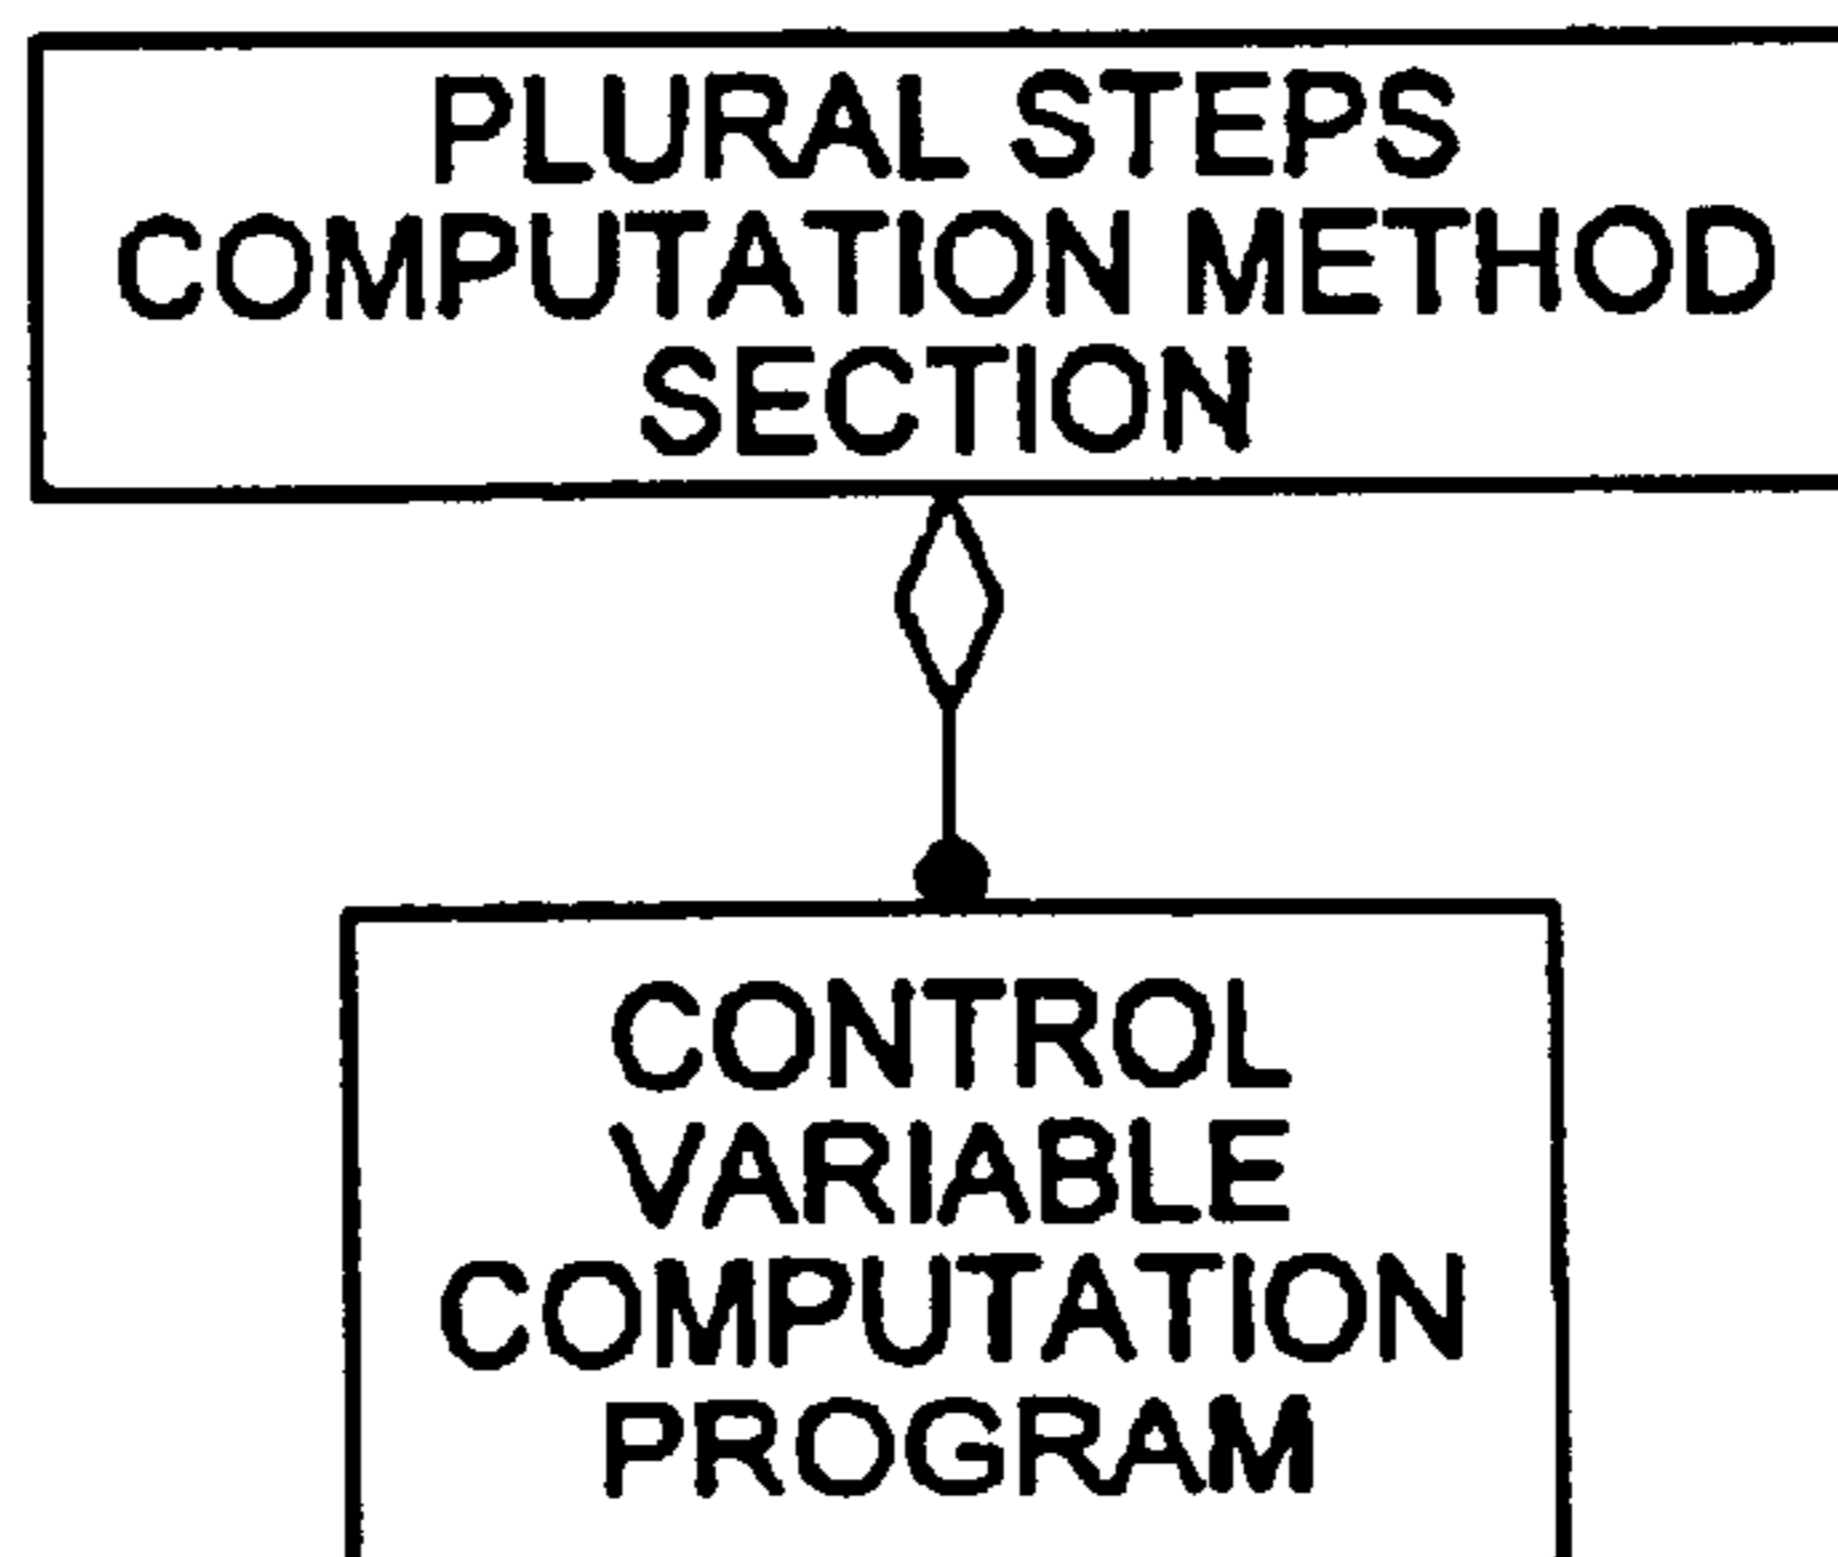 PLURAL STEPS
COMPUTATION METHOD
SECTION
CONTROL
VARIABLE
COMPUTATION
PROGRAM